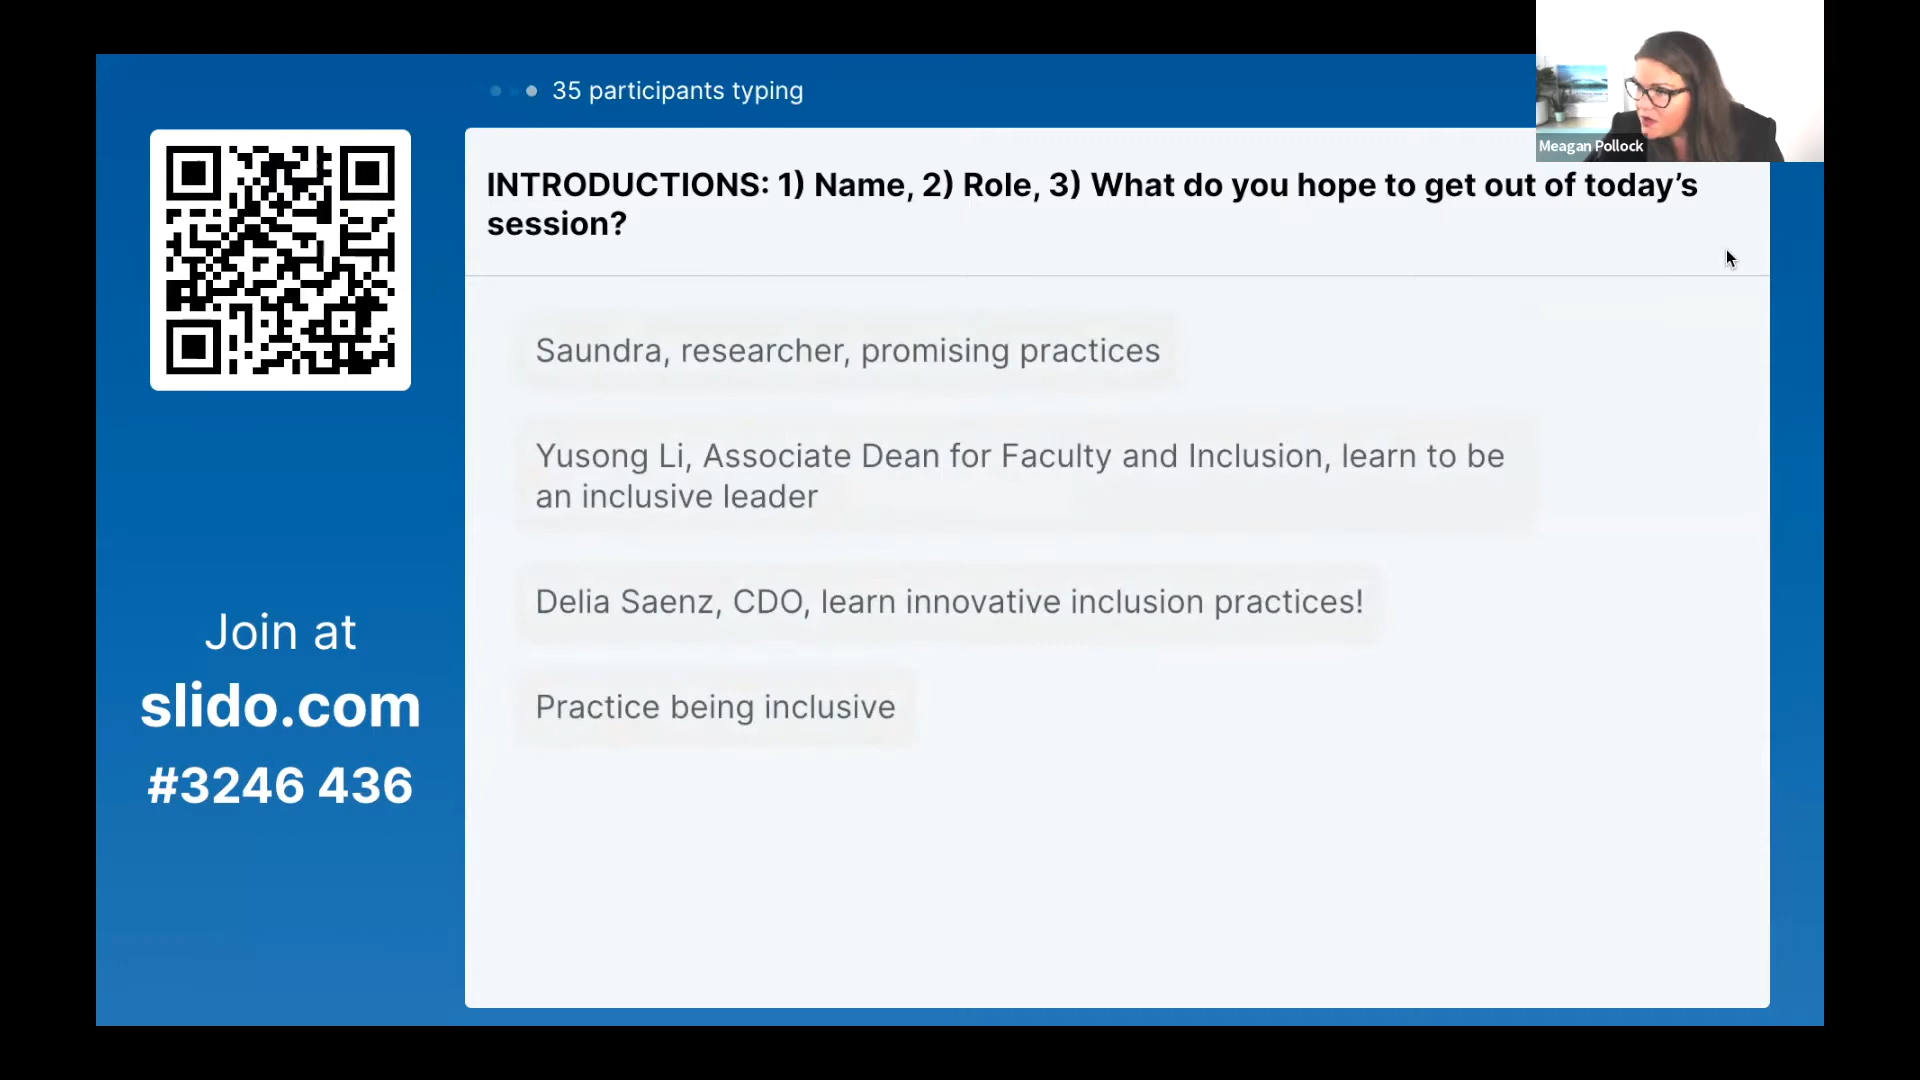 35 participants typing
Meagan Pollock
INTRODUCTIONS: 1) Name, 2) Role, 3) What do you hope to get out of today’s
session?
Saundra, researcher, promising practices
Yusong Li, Associate Dean for Faculty and Inclusion, learn to be
an inclusive leader
Delia Saenz, CDO, learn innovative inclusion practices!
Practice being inclusive
Join at
slido.com
#3246 436